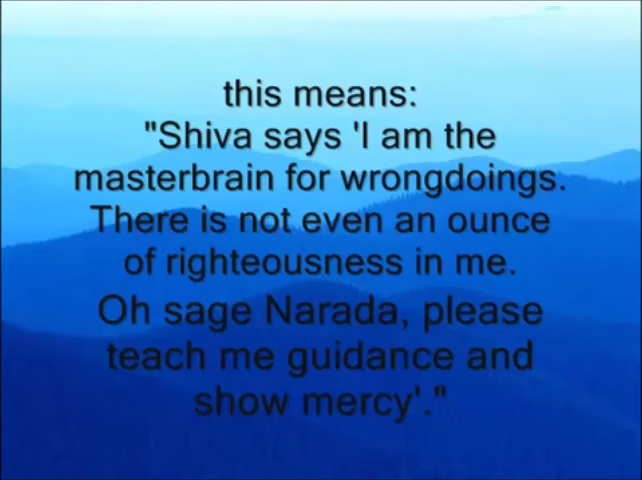 this means:
"Shiva says 'I am the
masterbrain for wrongdoings.
There is not even an ounce
of righteousness in me.
Oh sage Narada, please
teach me guidance and
show mercy'."